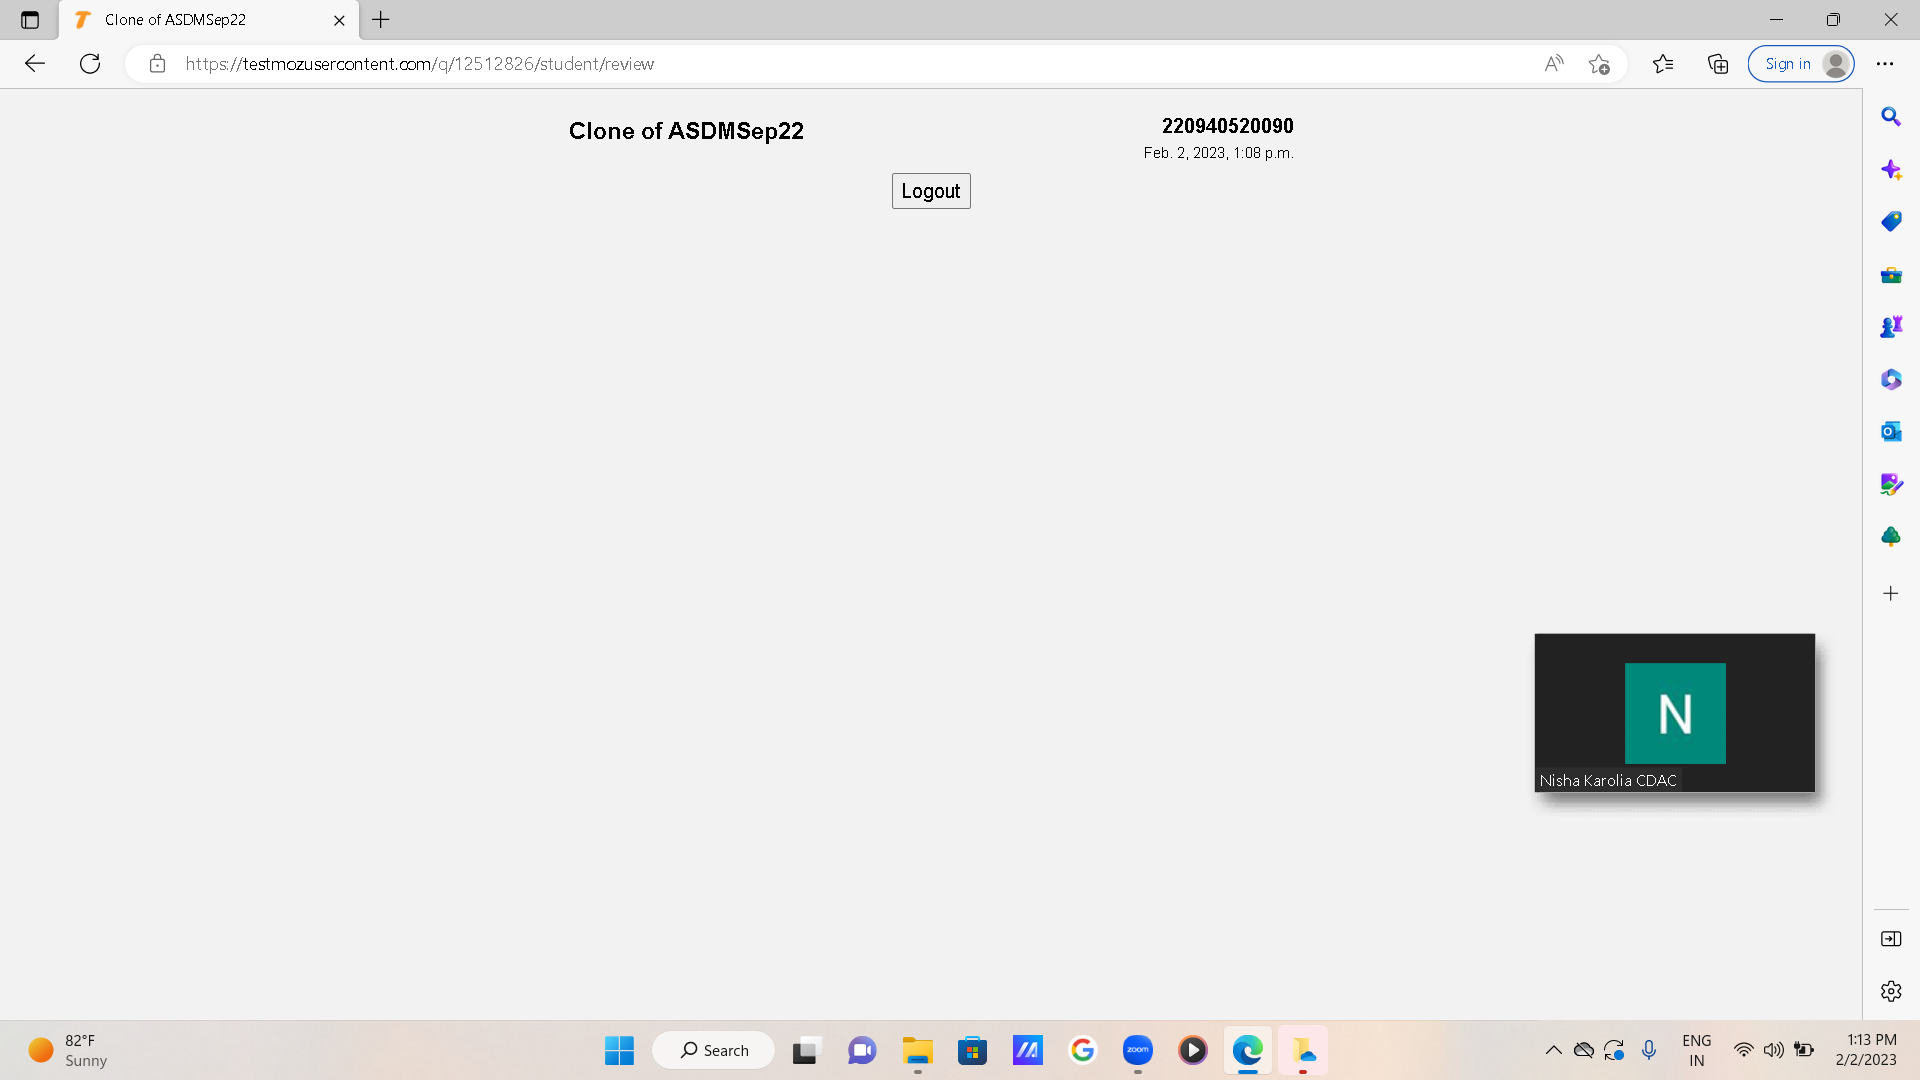 Clone of ASDMSep22
https://testmozusercontent.com/q/12512826/student/review
Sign in
Clone of ASDMSep22
220940520090
Feb. 2, 2023, 1:08 p.m.
Logout
N
Nisha Karolia CDAC
82°F
Sunny
Search
zoom
ENG
IN
1:13 PM
2/2/2023